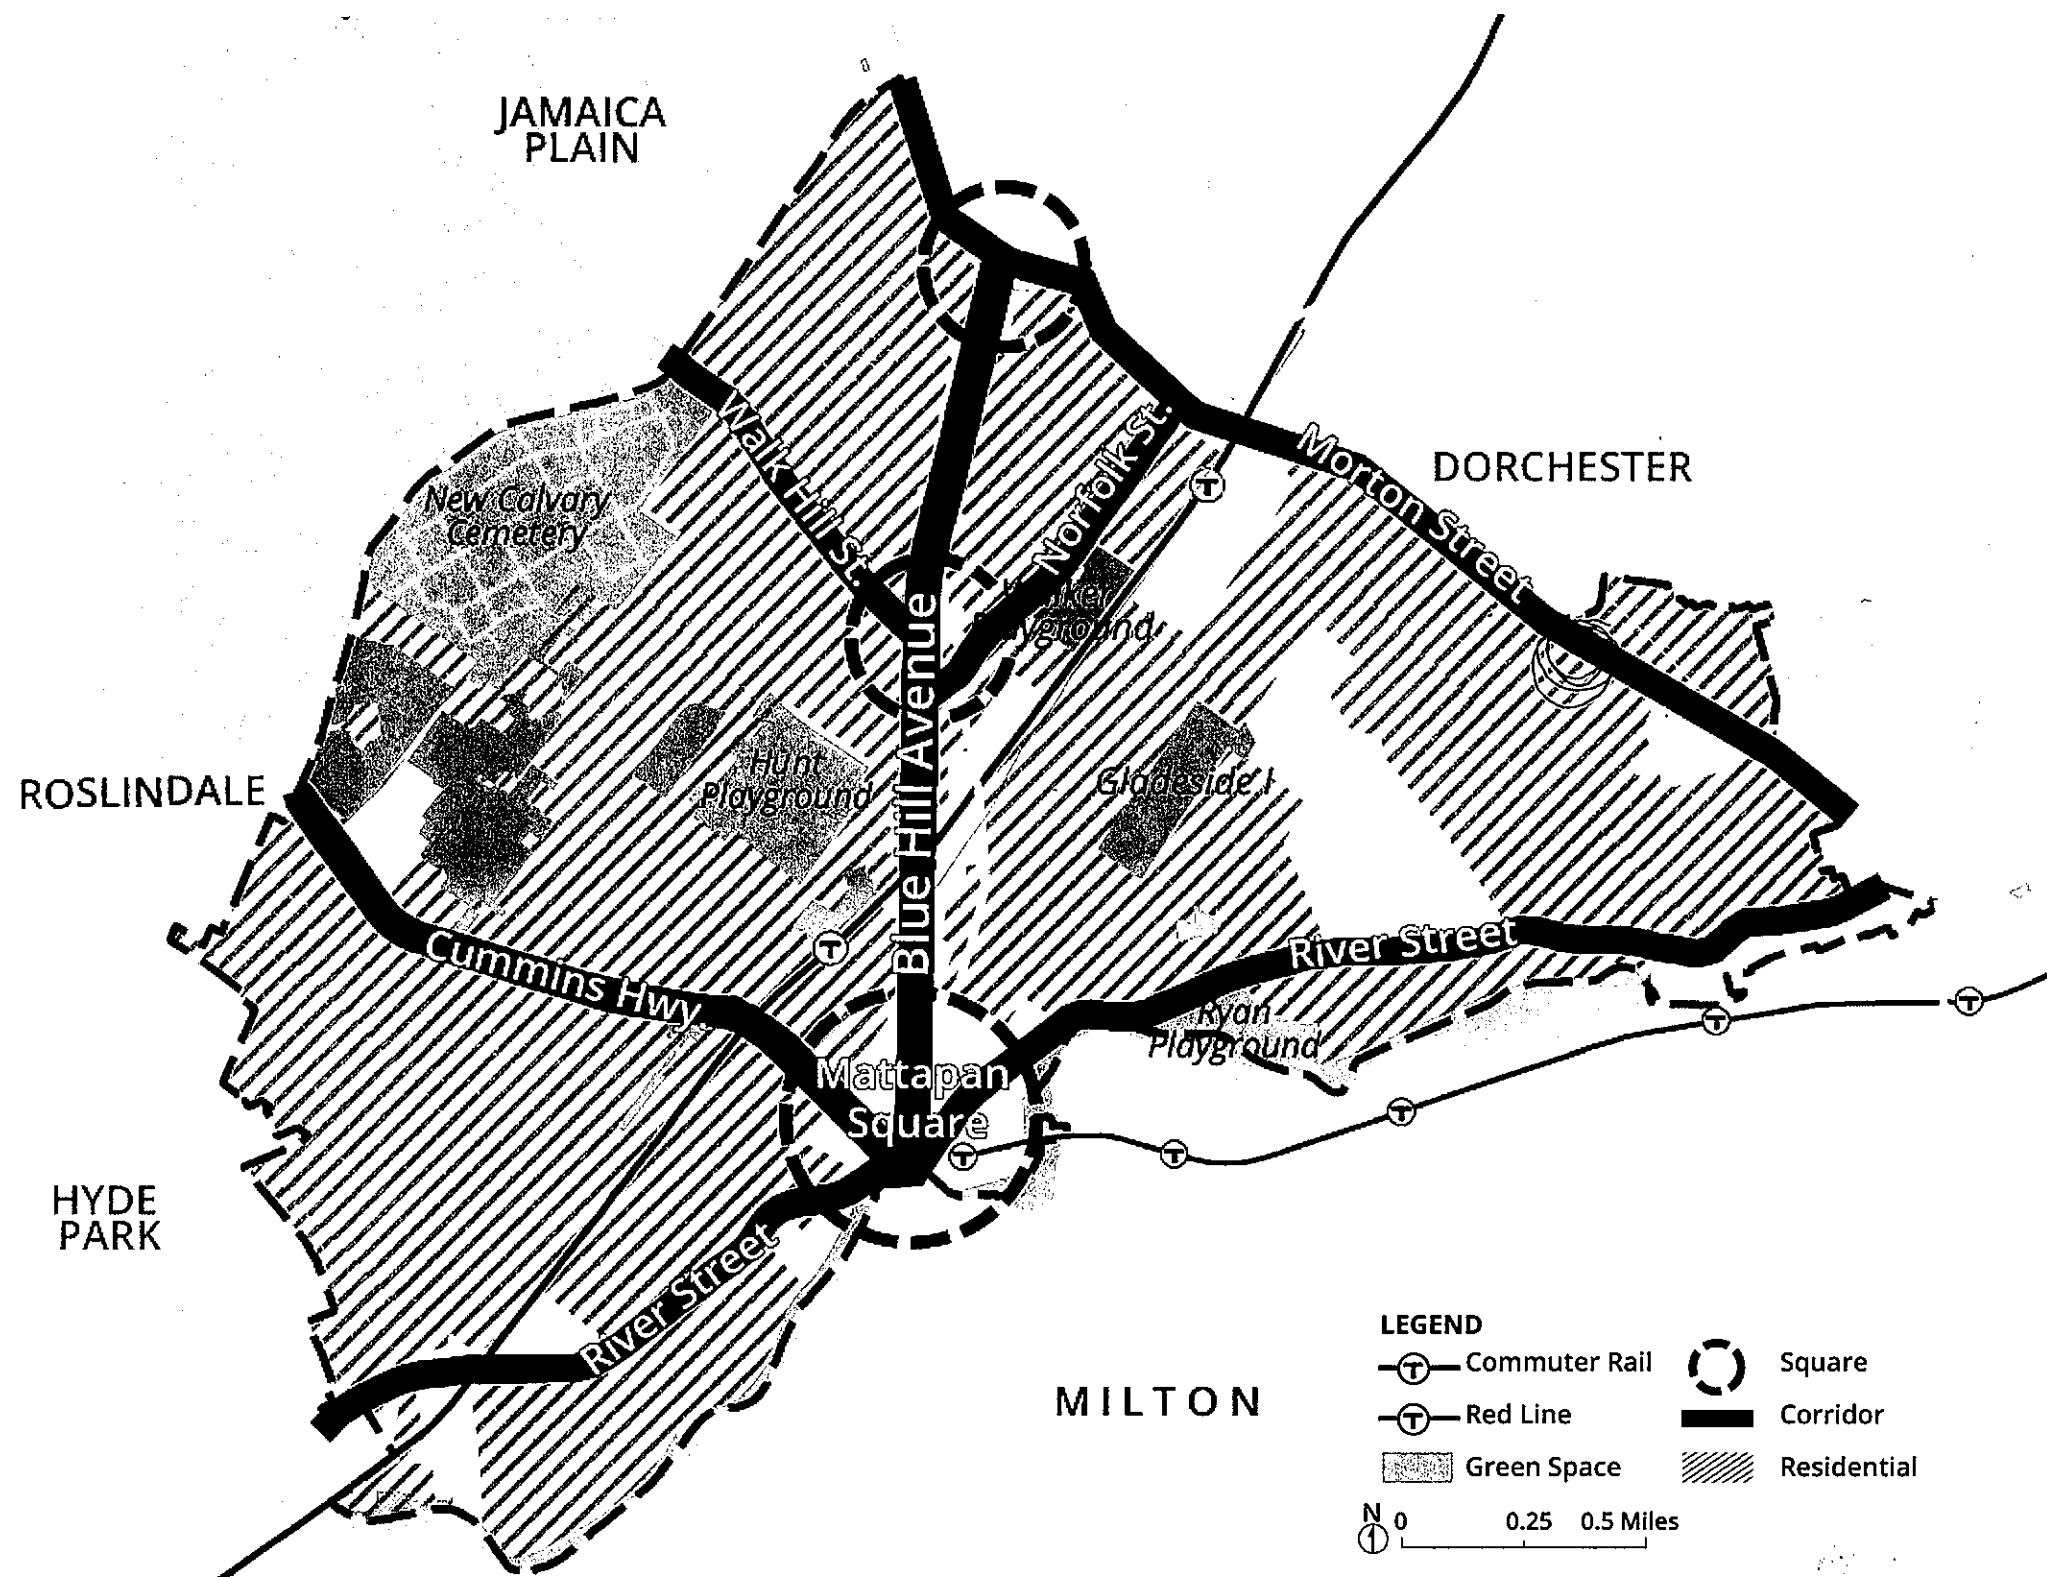 JAMAICA
PLAIN
Walk Hill St.
Norfolk St.
Morton Street
DORCHESTER
New Calvary
Cemetery
Playground
Blue Hill Avenue
Hunt
Playground
Gladeside I
ROSLINDALE
Cummins Hwy.
River Street
Ryan
Playground
Mattapan
Square
HYDE
PARK
River Street
MILTON
LEGEND
T Commuter Rail
Square
T Red Line
Corridor
Green Space
Residential
N
0 0.25 0.5 Miles